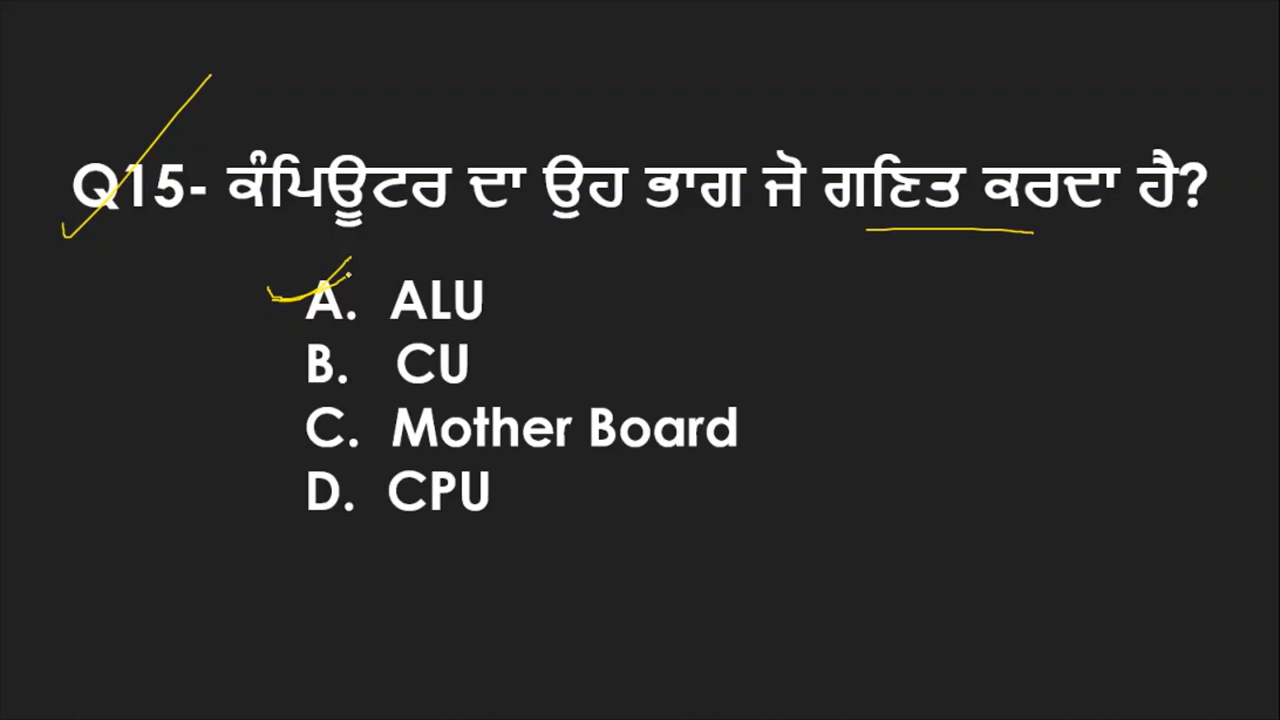 Q15- ਕੰਪਿਊਟਰ ਦਾ ਉਹ ਭਾਗ ਜੋ ਗਣਿਤ ਕਰਦਾ ਹੈ?
A. ALU
B. CU
C. Mother Board
D. CPU